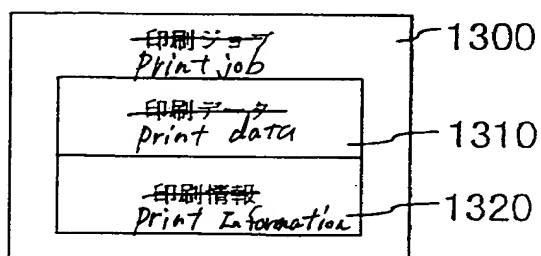 印刷ジョブ
1300
Print job
印刷データ
print data
1310
印刷情報
print Information
1320